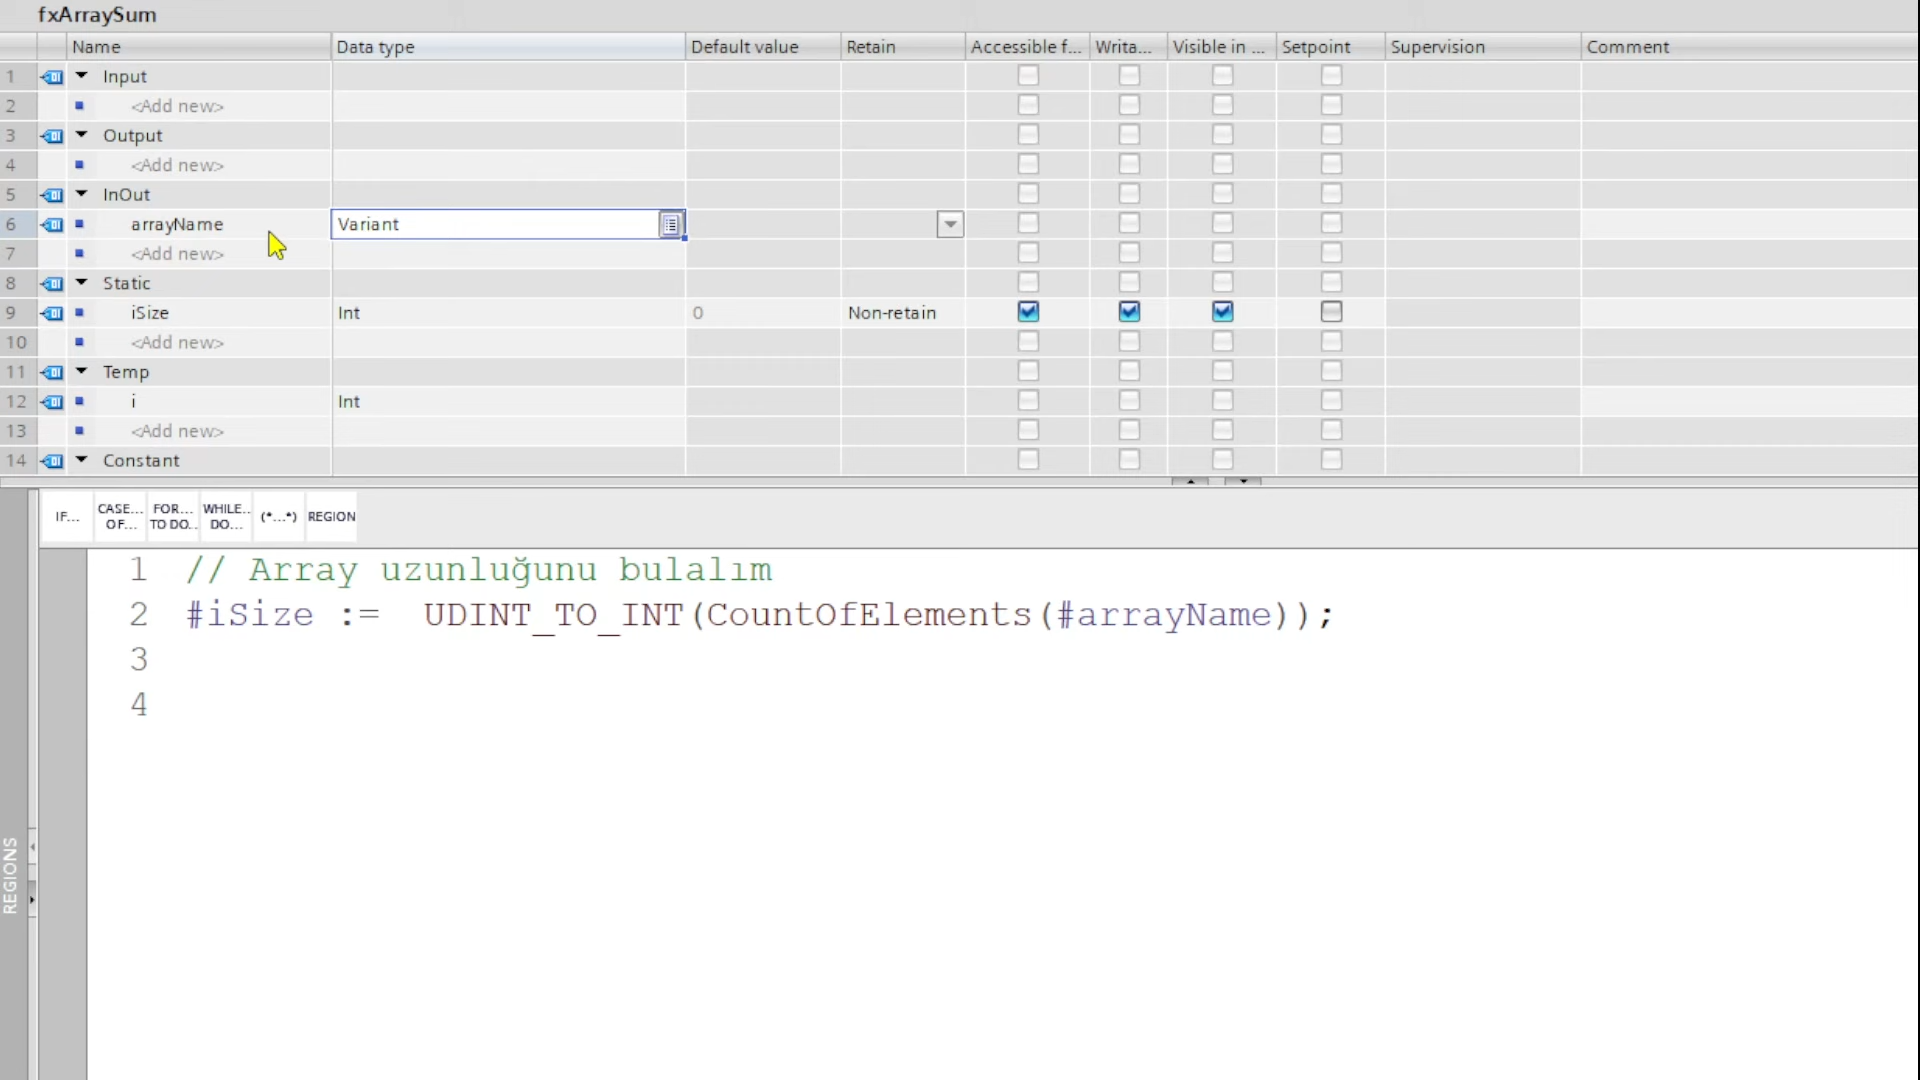 fxArraySum
Name Data type Default value Retain Accessible f... Writa... Visible in ... Setpoint Supervision Comment
1 Input
2 <Add new>
3 Output
4 <Add new>
5 InOut
6 arrayName Variant
7 <Add new>
8 Static
9 iSize Int 0 Non-retain
10 <Add new>
11 Temp
12 i Int
13 <Add new>
14 Constant
IF... CASE... OF... FOR... TO DO.. WHILE.. DO... (*...*) REGION
1 // Array uzunluğunu bulalım
2 #iSize := UDINT_TO_INT(CountOfElements(#arrayName));
3
4
REGIONS